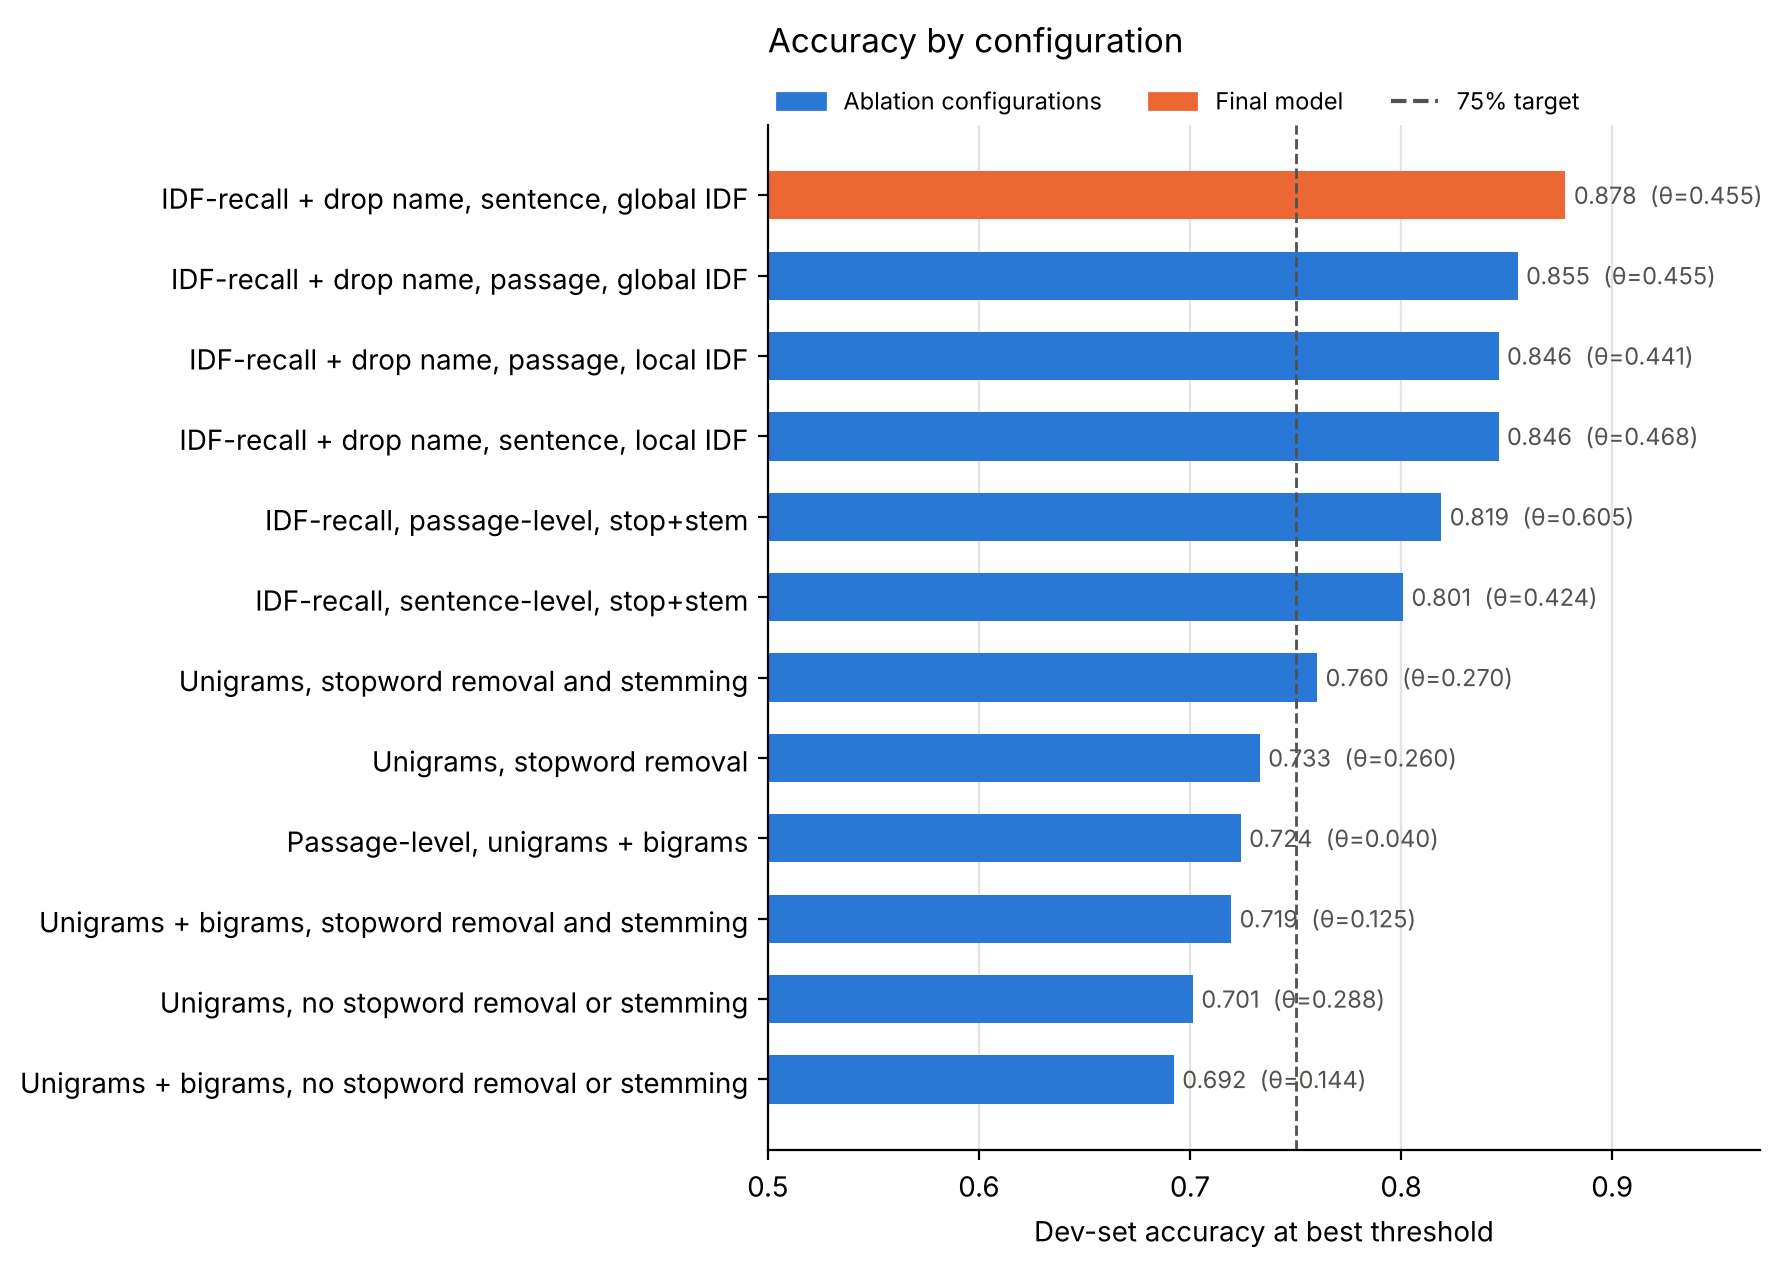 Accuracy by configuration
Ablation configurations
Final model
75% target
IDF-recall + drop name, sentence, global IDF
0.878 (θ=0.455)
IDF-recall + drop name, passage, global IDF
0.855 (θ=0.455)
IDF-recall + drop name, passage, local IDF
0.846 (θ=0.441)
IDF-recall + drop name, sentence, local IDF
0.846 (θ=0.468)
IDF-recall, passage-level, stop+stem
0.819 (θ=0.605)
IDF-recall, sentence-level, stop+stem
0.801 (θ=0.424)
Unigrams, stopword removal and stemming
0.760 (θ=0.270)
Unigrams, stopword removal
0.733 (θ=0.260)
Passage-level, unigrams + bigrams
0.724 (θ=0.040)
Unigrams + bigrams, stopword removal and stemming
0.719 (θ=0.125)
Unigrams, no stopword removal or stemming
0.701 (θ=0.288)
Unigrams + bigrams, no stopword removal or stemming
0.692 (θ=0.144)
0.5
0.6
0.7
0.8
0.9
Dev-set accuracy at best threshold